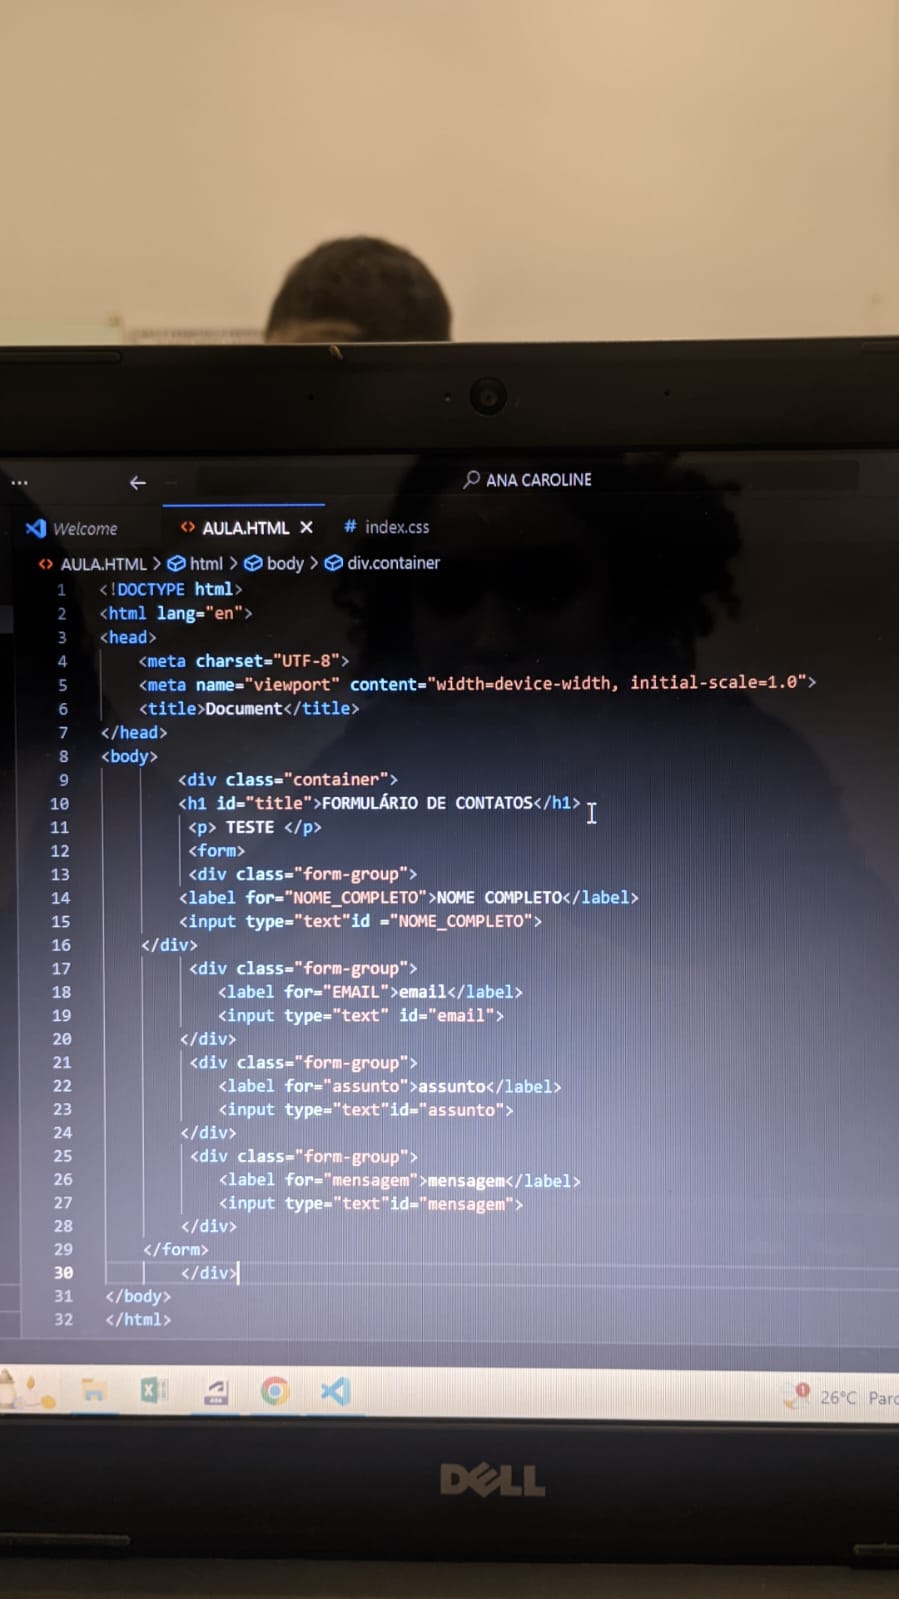 ... ← ANA CAROLINE
Welcome <> AULA.HTML × # index.css
<> AULA.HTML > html > body > div.container
1 <!DOCTYPE html>
2 <html lang="en">
3 <head>
4 <meta charset="UTF-8">
5 <meta name="viewport" content="width=device-width, initial-scale=1.0">
6 <title>Document</title>
7 </head>
8 <body>
9 <div class="container">
10 <h1 id="title">FORMULÁRIO DE CONTATOS</h1>
11 <p> TESTE </p>
12 <form>
13 <div class="form-group">
14 <label for="NOME_COMPLETO">NOME COMPLETO</label>
15 <input type="text"id ="NOME_COMPLETO">
16 </div>
17 <div class="form-group">
18 <label for="EMAIL">email</label>
19 <input type="text" id="email">
20 </div>
21 <div class="form-group">
22 <label for="assunto">assunto</label>
23 <input type="text"id="assunto">
24 </div>
25 <div class="form-group">
26 <label for="mensagem">mensagem</label>
27 <input type="text"id="mensagem">
28 </div>
29 </form>
30 </div>
31 </body>
32 </html>
1 26°C Parc
DELL